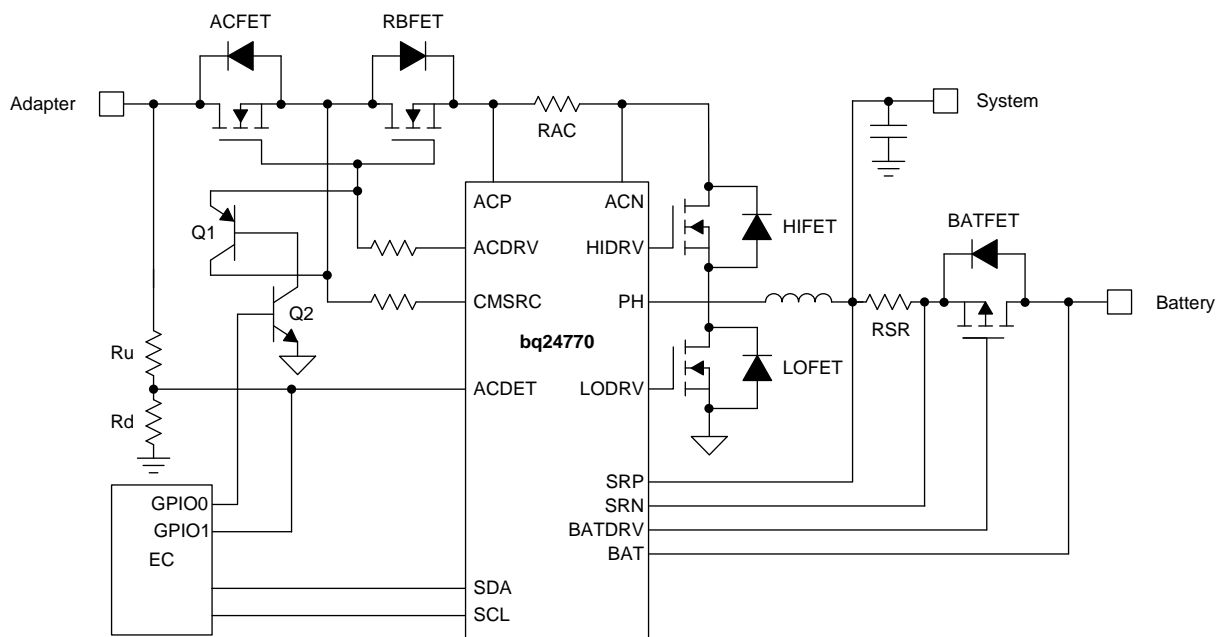 ACFET
RBFET
Adapter
System
RAC
ACP
ACN
BATFET
Q1
HIFET
ACDRV
HIDRV
CMSRC
PH
Battery
Q2
RSR
bq24770
Ru
LOFET
ACDET
LODRV
Rd
SRP
GPIO0
SRN
GPIO1
BATDRV
EC
BAT
SDA
SCL